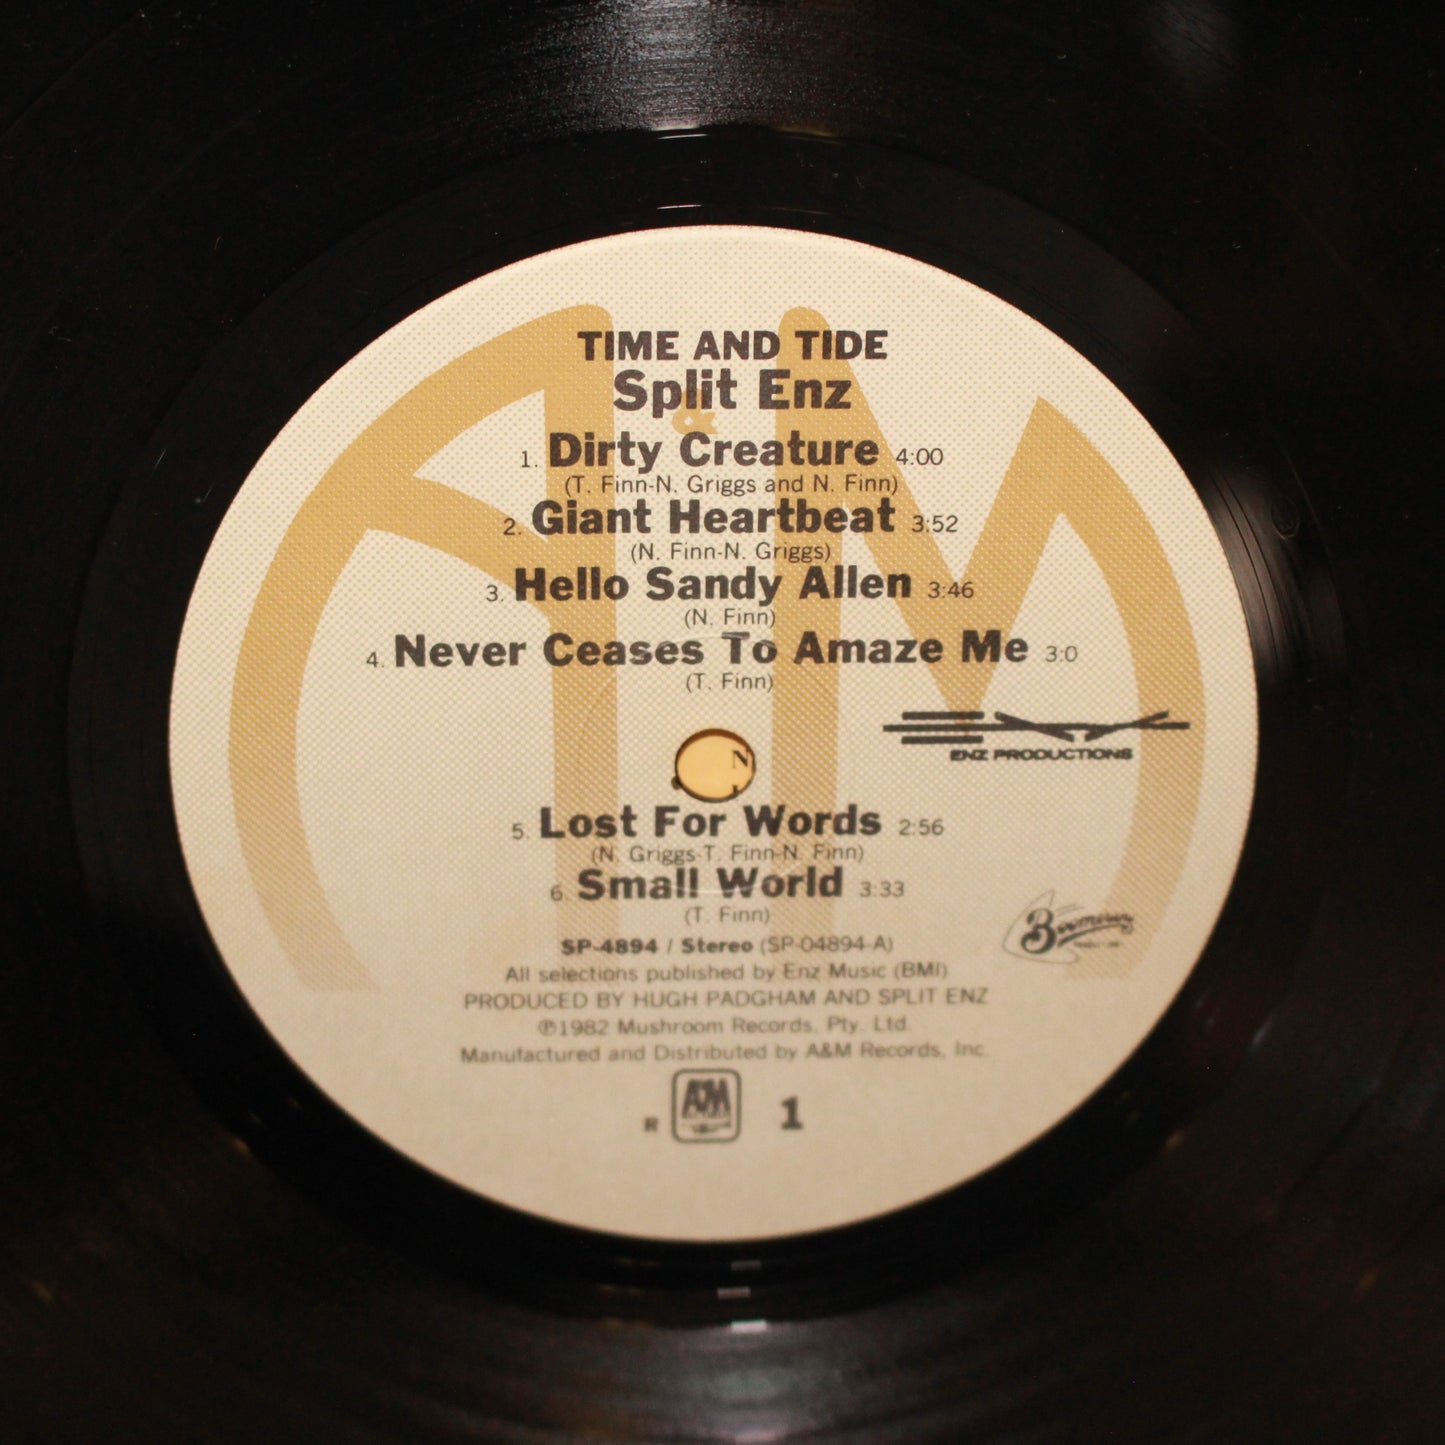 TIME AND TIDE
Split Enz
&
1. Dirty Creature 4:00
(T. Finn-N. Griggs and N. Finn)
2. Giant Heartbeat 3:52
(N. Finn-N. Griggs)
3. Hello Sandy Allen 3:46
(N. Finn)
4. Never Ceases To Amaze Me 3:0
(T. Finn)
ENZ PRODUCTIONS
N
5. Lost For Words 2:56
(N. Griggs-T. Finn-N. Finn)
6. Small World 3:33
(T. Finn)
SP-4894 / Stereo (SP-04894-A)
All selections published by Enz Music (BMI)
PRODUCED BY HUGH PADGHAM AND SPLIT ENZ
℗1982 Mushroom Records, Pty. Ltd.
Manufactured and Distributed by A&M Records, Inc.
R A&M 1